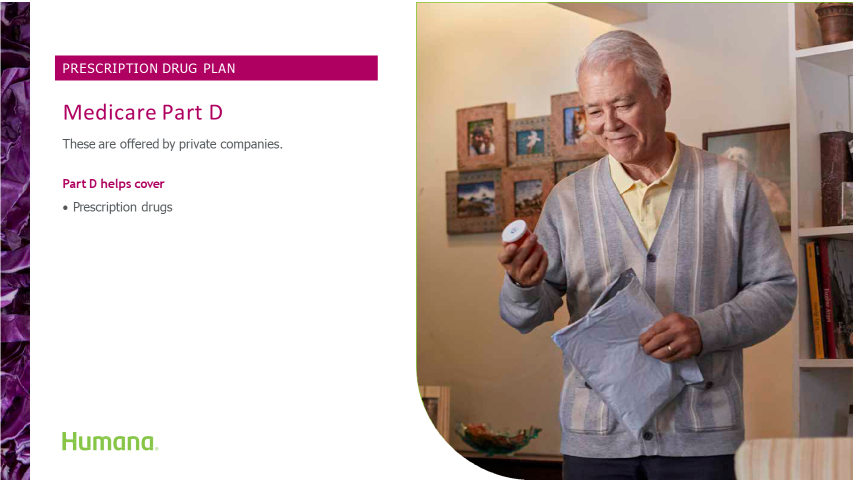 PRESCRIPTION DRUG PLAN
Medicare Part D
These are offered by private companies.
Part D helps cover
• Prescription drugs
Humana